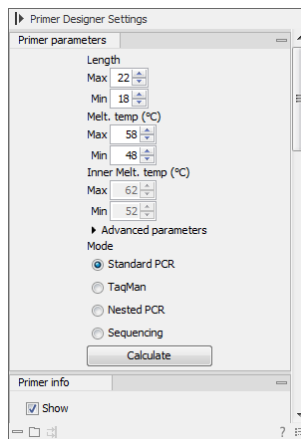 Primer Designer Settings
Primer parameters
Length
Max 22
Min 18
Melt. temp (°C)
Max 58
Min 48
Inner Melt. temp (°C)
Max 62
Min 52
Advanced parameters
Mode
Standard PCR
TaqMan
Nested PCR
Sequencing
Calculate
Primer info
Show
?